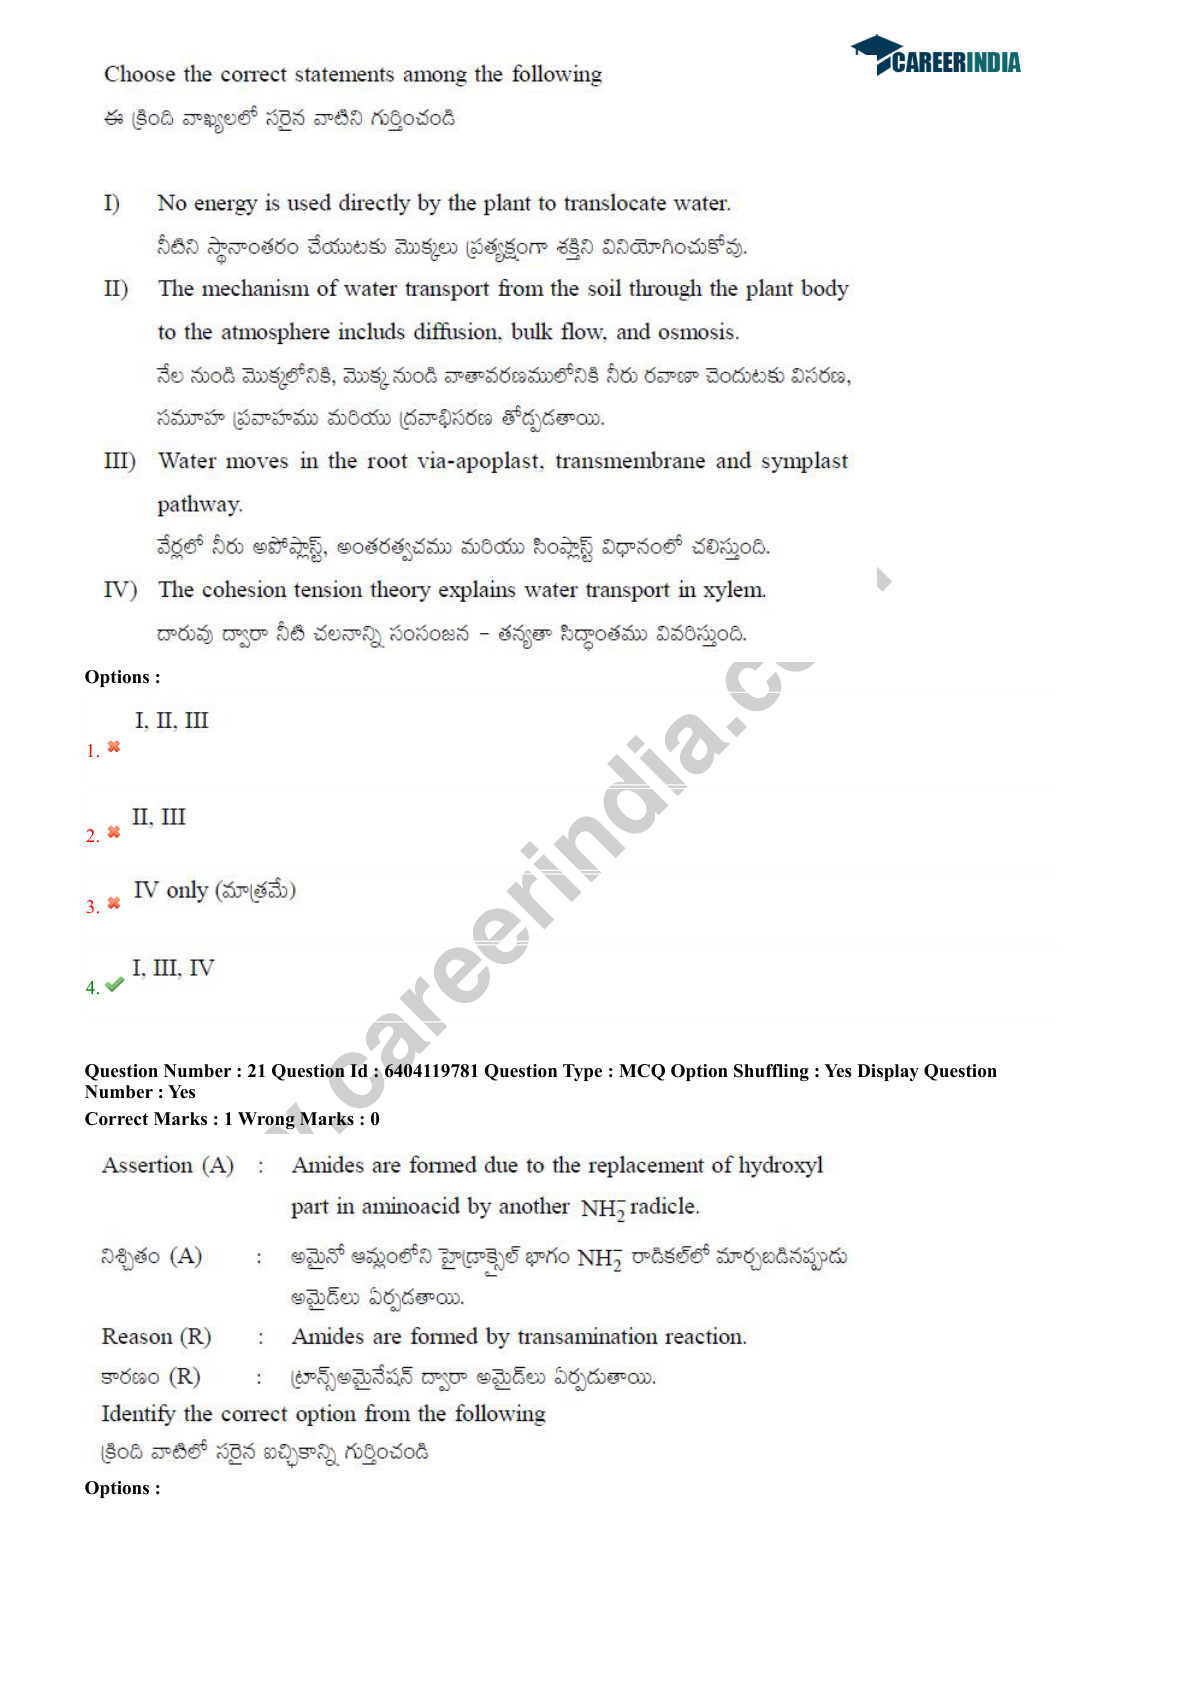 CAREERINDIA
Choose the correct statements among the following
ఈ క్రింది వాఖ్యలలో సరైన వాటిని గుర్తించండి
I) No energy is used directly by the plant to translocate water.
నీటిని స్థానాంతరం చేయుటకు మొక్కలు ప్రత్యక్షంగా శక్తిని వినియోగించుకోవు.
II) The mechanism of water transport from the soil through the plant body
to the atmosphere includs diffusion, bulk flow, and osmosis.
నేల నుండి మొక్కలోనికి, మొక్క నుండి వాతావరణములోనికి నీరు రవాణా చెందుటకు విసరణ,
సమూహ ప్రవాహము మరియు ద్రవాభిసరణ తోడ్పడతాయి.
III) Water moves in the root via-apoplast, transmembrane and symplast
pathway.
వేర్లలో నీరు అపోప్లాస్ట్, అంతరత్వచము మరియు సింప్లాస్ట్ విధానంలో చలిస్తుంది.
IV) The cohesion tension theory explains water transport in xylem.
దారువు ద్వారా నీటి చలనాన్ని సంసంజన – తన్యతా సిద్ధాంతము వివరిస్తుంది.
Options :
I, II, III
1.
II, III
2.
IV only (మాత్రమే)
3.
I, III, IV
4.
Question Number : 21 Question Id : 6404119781 Question Type : MCQ Option Shuffling : Yes Display Question
Number : Yes
Correct Marks : 1 Wrong Marks : 0
Assertion (A) : Amides are formed due to the replacement of hydroxyl
part in aminoacid by another NH₂⁻ radicle.
నిశ్చితం (A) : అమైనో ఆమ్లంలోని హైడ్రాక్సైల్ భాగం NH₂⁻ రాడికల్‌లో మార్చబడినప్పుడు
అమైడ్‌లు ఏర్పడతాయి.
Reason (R) : Amides are formed by transamination reaction.
కారణం (R) : ట్రాన్స్‌అమైనేషన్ ద్వారా అమైడ్‌లు ఏర్పడుతాయి.
Identify the correct option from the following
క్రింది వాటిలో సరైన ఐచ్ఛికాన్ని గుర్తించండి
Options :
.careerindia.co